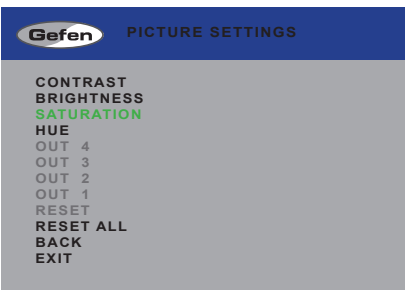 Gefen PICTURE SETTINGS
CONTRAST
BRIGHTNESS
SATURATION
HUE
OUT 4
OUT 3
OUT 2
OUT 1
RESET
RESET ALL
BACK
EXIT